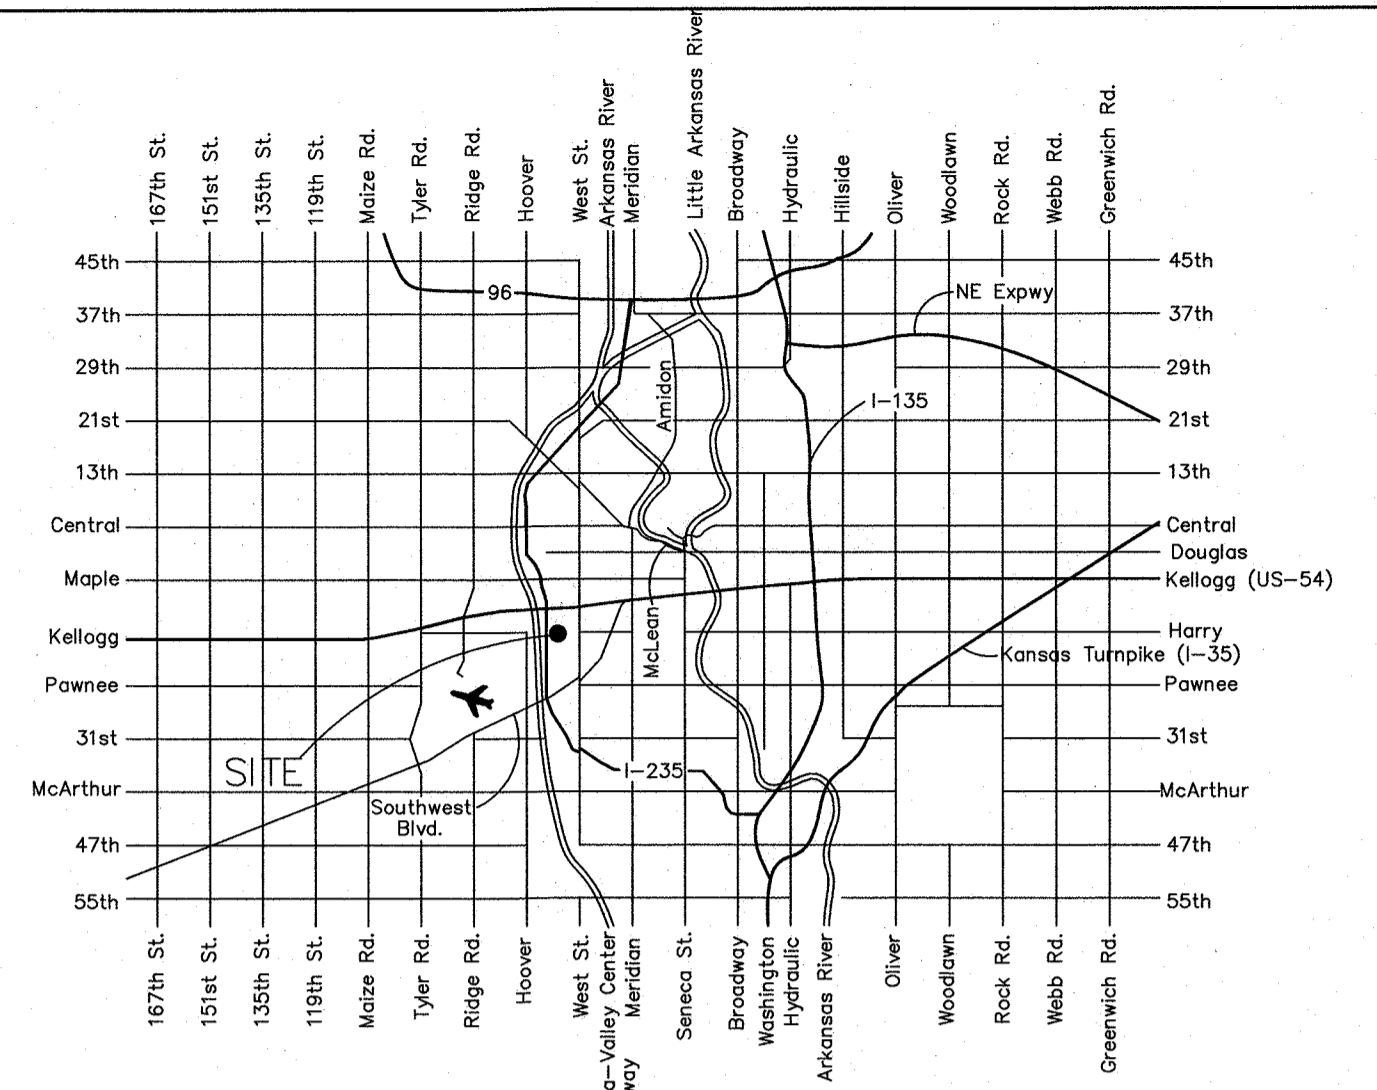 167th St.
151st St.
135th St.
119th St.
Maize Rd.
Tyler Rd.
Ridge Rd.
Hoover
West St.
Arkansas River
Meridian
Little Arkansas River
Broadway
Hydraulic
Hillside
Oliver
Woodlawn
Rock Rd.
Webb Rd.
Greenwich Rd.
45th
45th
96
NE Expwy
37th
37th
29th
29th
Amidon
I-135
21st
21st
13th
13th
Central
Central
Douglas
Maple
Kellogg (US-54)
McLean
Kellogg
Harry
Kansas Turnpike (I-35)
Pawnee
Pawnee
31st
31st
SITE
I-235
McArthur
McArthur
Southwest
Blvd.
47th
47th
55th
55th
167th St.
151st St.
135th St.
119th St.
Maize Rd.
Tyler Rd.
Ridge Rd.
Hoover
West St.
a-Valley Center
way
Meridian
Seneca St.
Broadway
Washington
Hydraulic
Arkansas River
Oliver
Woodlawn
Rock Rd.
Webb Rd.
Greenwich Rd.